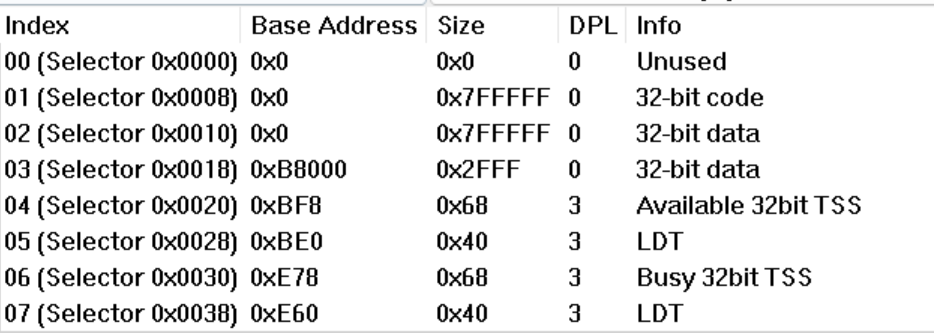 Index Base Address Size DPL Info
00 (Selector 0x0000) 0x0 0x0 0 Unused
01 (Selector 0x0008) 0x0 0x7FFFFF 0 32-bit code
02 (Selector 0x0010) 0x0 0x7FFFFF 0 32-bit data
03 (Selector 0x0018) 0xB8000 0x2FFF 0 32-bit data
04 (Selector 0x0020) 0xBF8 0x68 3 Available 32bit TSS
05 (Selector 0x0028) 0xBE0 0x40 3 LDT
06 (Selector 0x0030) 0xE78 0x68 3 Busy 32bit TSS
07 (Selector 0x0038) 0xE60 0x40 3 LDT